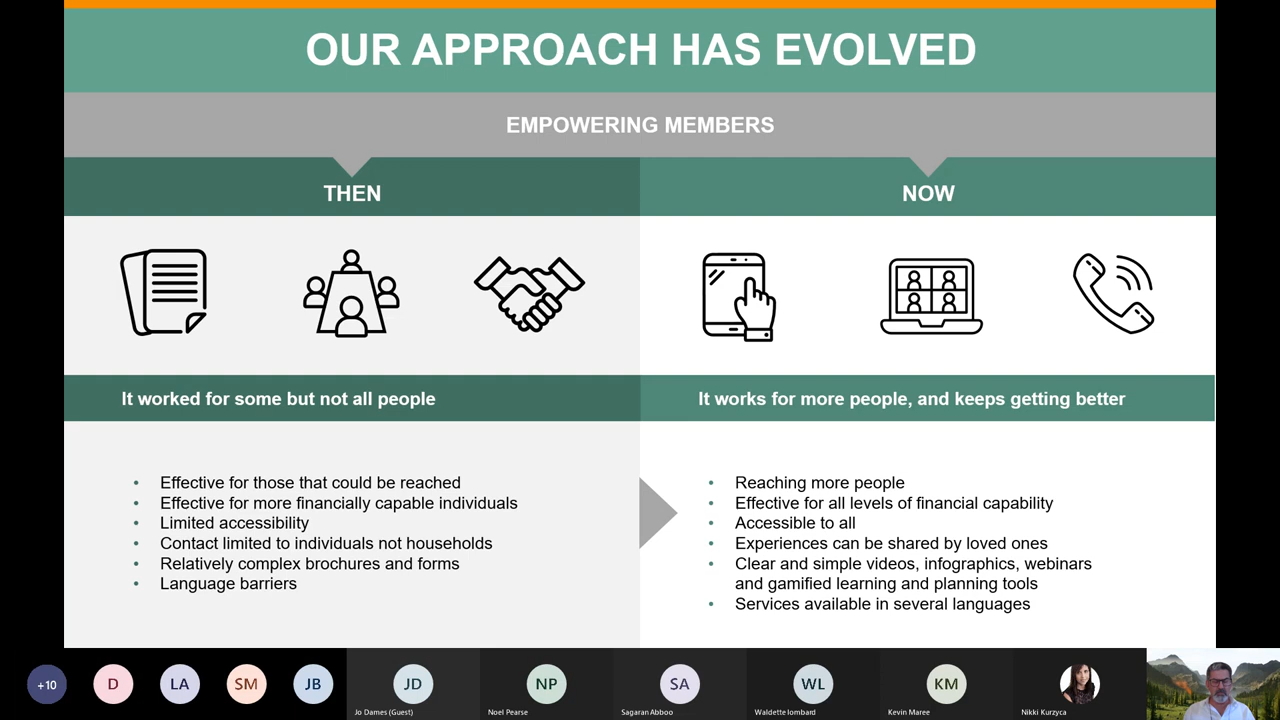 OUR APPROACH HAS EVOLVED
EMPOWERING MEMBERS
THEN
NOW
It worked for some but not all people
It works for more people, and keeps getting better
• Effective for those that could be reached
• Effective for more financially capable individuals
• Limited accessibility
• Contact limited to individuals not households
• Relatively complex brochures and forms
• Language barriers
• Reaching more people
• Effective for all levels of financial capability
• Accessible to all
• Experiences can be shared by loved ones
• Clear and simple videos, infographics, webinars
and gamified learning and planning tools
• Services available in several languages
+10
D
LA
SM
JB
JD
NP
SA
WL
KM
Jo Dames (Guest)
Noel Pearse
Sagaran Abboo
Waldette lombard
Kevin Maree
Nikki Kurzyca